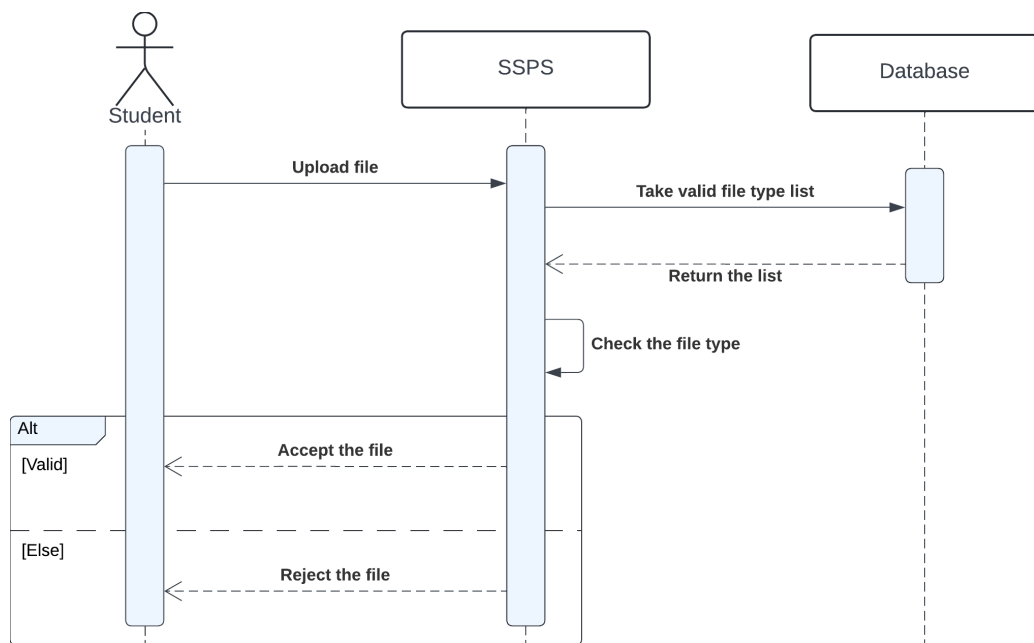 Student
SSPS
Database
Upload file
Take valid file type list
Return the list
Check the file type
Alt
[Valid]
Accept the file
[Else]
Reject the file